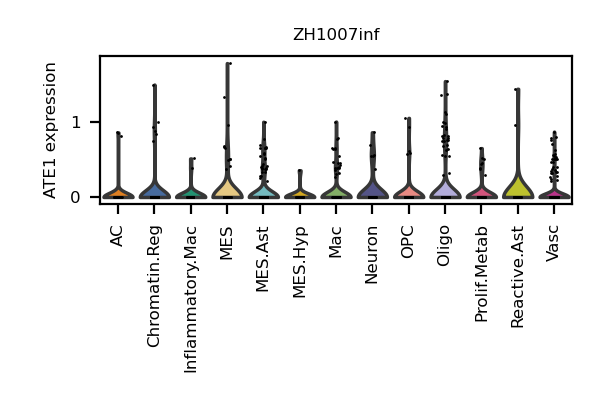 ZH1007inf
ATE1 expression
1
0
AC
Chromatin.Reg
Inflammatory.Mac
MES
MES.Ast
MES.Hyp
Mac
Neuron
OPC
Oligo
Prolif.Metab
Reactive.Ast
Vasc